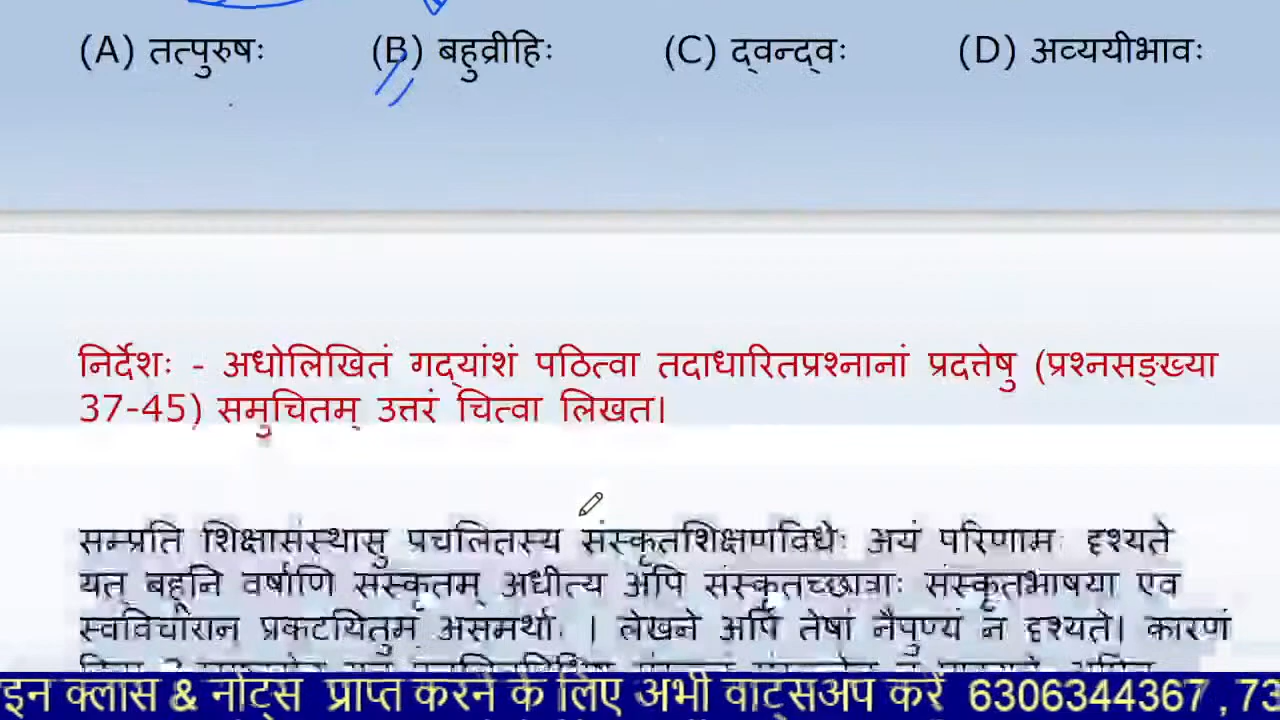 (A) तत्पुरुषः (B) बहुव्रीहिः (C) द्वन्द्वः (D) अव्ययीभावः
निर्देशः - अधोलिखितं गद्यांशं पठित्वा तदाधारितप्रश्नानां प्रदत्तेषु (प्रश्नसङ्ख्या
37-45) समुचितम् उत्तरं चित्वा लिखत।
सम्प्रति शिक्षासंस्थासु प्रचलितस्य संस्कृतशिक्षणविधेः अयं परिणामः दृश्यते
यत् बहूनि वर्षाणि संस्कृतम् अधीत्य अपि संस्कृतच्छात्राः संस्कृतभाषया एव
स्वविचारान् प्रकटयितुम् असमर्थाः । लेखने अपि तेषां नैपुण्यं न दृश्यते। कारणं
इन क्लास & नोट्स प्राप्त करने के लिए अभी वाट्सअप करें 6306344367 , 73